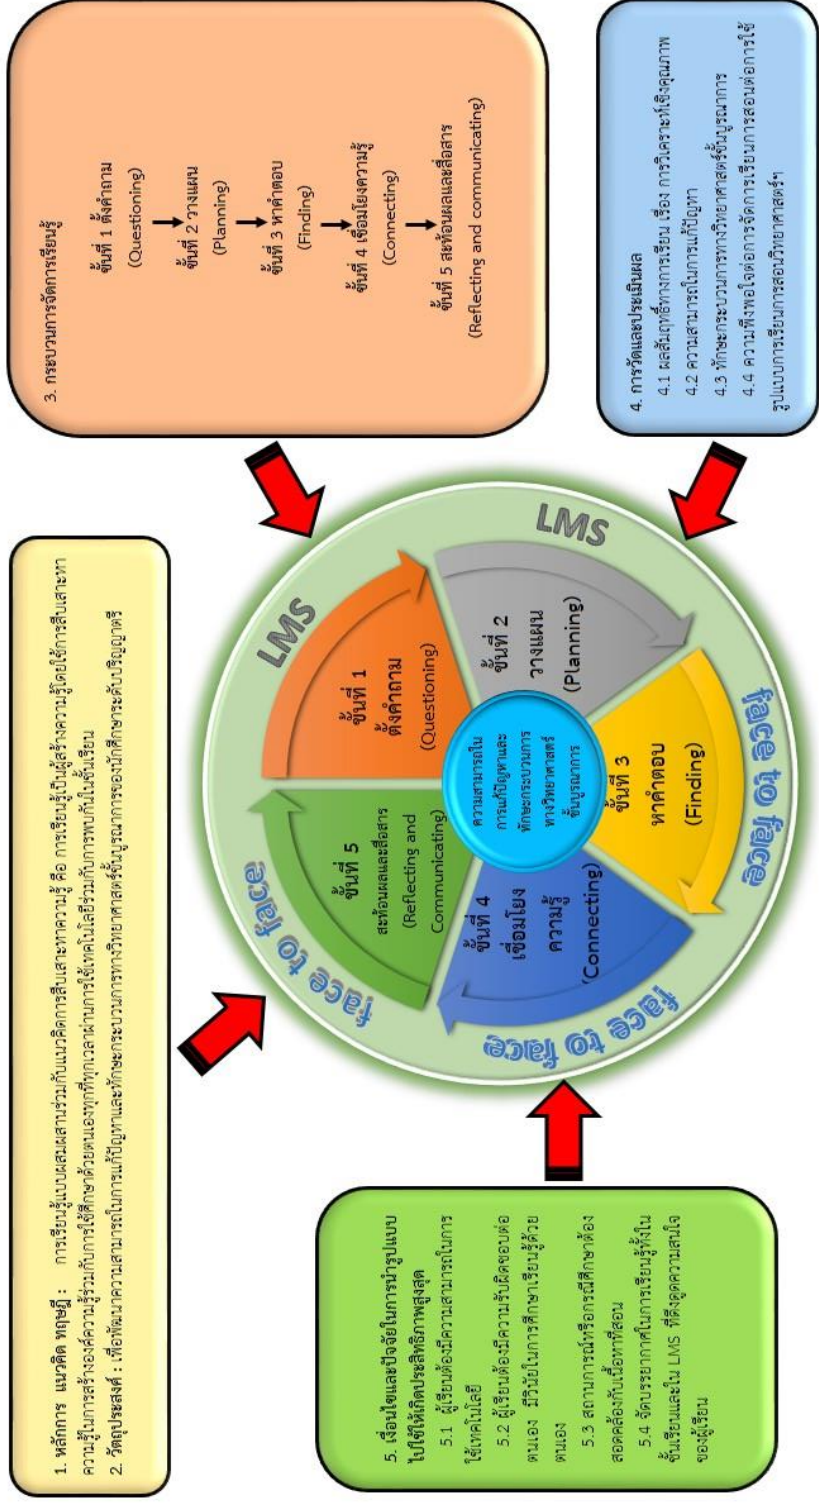 1. หลักการ แนวคิด ทฤษฎี : การเรียนรู้แบบผสมผสานร่วมกับแนวคิดการสืบเสาะหาความรู้ คือ การเรียนรู้เป็นผู้สร้างความรู้โดยใช้การสืบเสาะหา
ความรู้ในการสร้างองค์ความรู้ร่วมกับการใช้ศึกษาด้วยตนเองทุกที่ทุกเวลาผ่านการใช้เทคโนโลยีร่วมกับการพบกันในชั้นเรียน
2. วัตถุประสงค์ : เพื่อพัฒนาความสามารถในการแก้ปัญหาและทักษะกระบวนการทางวิทยาศาสตร์ขั้นบูรณาการของนักศึกษาระดับปริญญาตรี
3. กระบวนการจัดการเรียนรู้
ขั้นที่ 1 ตั้งคำถาม
(Questioning)
ขั้นที่ 2 วางแผน
(Planning)
ขั้นที่ 3 หาคำตอบ
(Finding)
ขั้นที่ 4 เชื่อมโยงความรู้
(Connecting)
ขั้นที่ 5 สะท้อนผลและสื่อสาร
(Reflecting and communicating)
LMS
LMS
face to face
face to face
face to face
ขั้นที่ 1
ตั้งคำถาม
(Questioning)
ขั้นที่ 2
วางแผน
(Planning)
ขั้นที่ 3
หาคำตอบ
(Finding)
ขั้นที่ 4
เชื่อมโยง
ความรู้
(Connecting)
ขั้นที่ 5
สะท้อนผลและสื่อสาร
(Reflecting and
Communicating)
ความสามารถใน
การแก้ปัญหาและ
ทักษะกระบวนการ
ทางวิทยาศาสตร์
ขั้นบูรณาการ
4. การวัดและประเมินผล
4.1 ผลสัมฤทธิ์ทางการเรียน เรื่อง การวิเคราะห์เชิงคุณภาพ
4.2 ความสามารถในการแก้ปัญหา
4.3 ทักษะกระบวนการทางวิทยาศาสตร์ขั้นบูรณาการ
4.4 ความพึงพอใจต่อการจัดการเรียนการสอนต่อการใช้
รูปแบบการเรียนการสอนวิทยาศาสตร์ฯ
5. เงื่อนไขและปัจจัยในการนำรูปแบบ
ไปใช้ให้เกิดประสิทธิภาพสูงสุด
5.1 ผู้เรียนต้องมีความสามารถในการ
ใช้เทคโนโลยี
5.2 ผู้เรียนต้องมีความรับผิดชอบต่อ
ตนเอง มีวินัยในการศึกษาเรียนรู้ด้วย
ตนเอง
5.3 สถานการณ์หรือกรณีศึกษาต้อง
สอดคล้องกับเนื้อหาที่สอน
5.4 จัดบรรยากาศในการเรียนรู้ทั้งใน
ชั้นเรียนและใน LMS ที่ดึงดูดความสนใจ
ของผู้เรียน